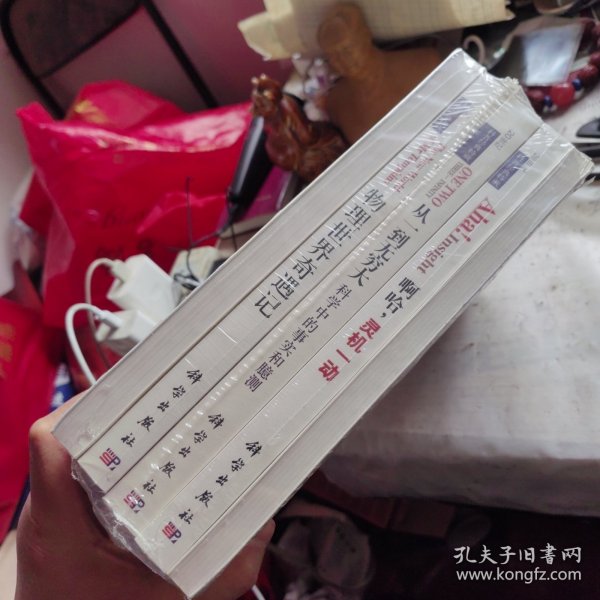 物理世界奇遇记
科学出版社
ONE TWO
从一到无穷大
科学中的事实和臆测
科学出版社
Aha! Insight
啊哈,
灵机一动
科学出版社
孔夫子旧书网
www.kongfz.com